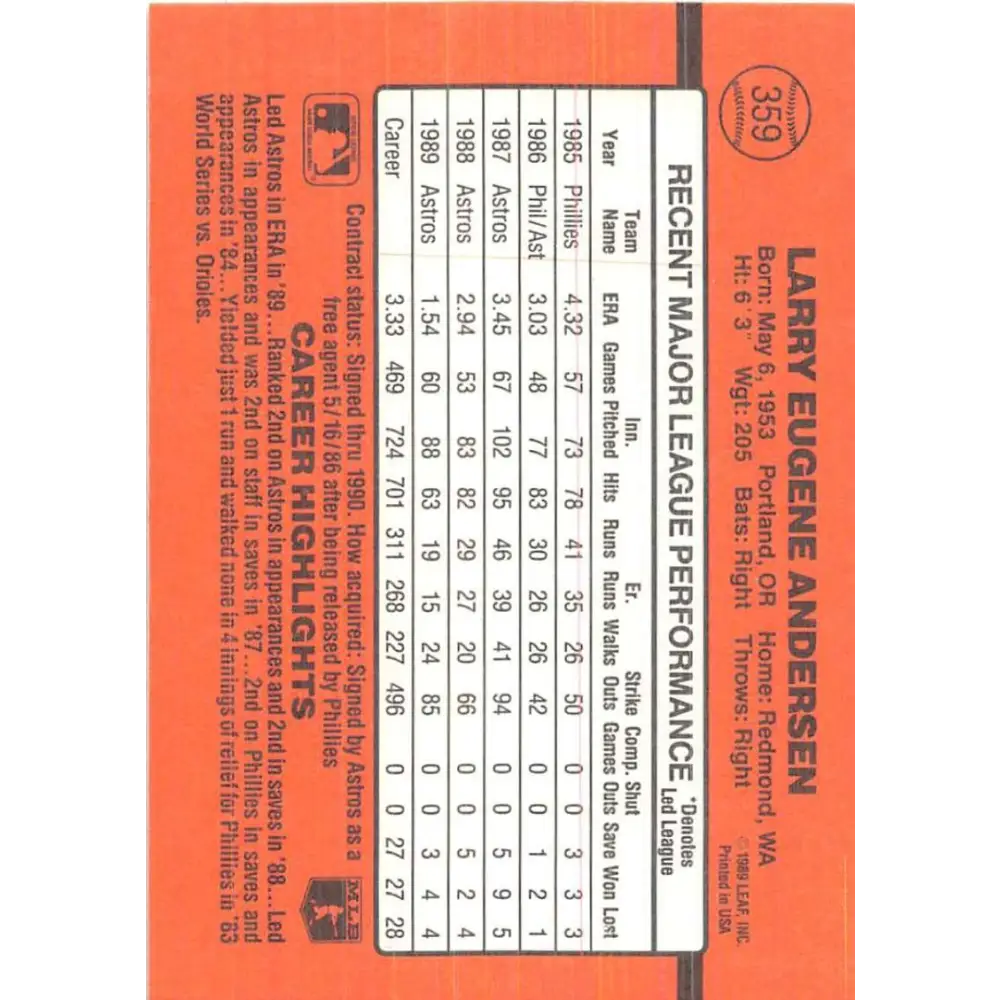 359
LARRY EUGENE ANDERSEN
Born: May 6, 1953 Portland, OR Home: Redmond, WA
Ht: 6'3" Wgt: 205 Bats: Right Throws: Right
©1989 LEAF, INC.
Printed in USA
RECENT MAJOR LEAGUE PERFORMANCE
*Denotes
Led League
Team Inn. Er. Strike Comp. Shut
Year Name ERA Games Pitched Hits Runs Runs Walks Outs Games Outs Save Won Lost
1985 Phillies 4.32 57 73 78 41 35 26 50 0 0 3 3 3
1986 Phil/Ast 3.03 48 77 83 30 26 26 42 0 0 1 2 1
1987 Astros 3.45 67 102 95 46 39 41 94 0 0 5 9 5
1988 Astros 2.94 53 83 82 29 27 20 66 0 0 5 2 4
1989 Astros 1.54 60 88 63 19 15 24 85 0 0 3 4 4
Career 3.33 469 724 701 311 268 227 496 0 0 27 27 28
Contract status: Signed thru 1990. How acquired: Signed by Astros as a
free agent 5/16/86 after being released by Phillies
MLB
CAREER HIGHLIGHTS
Led Astros in ERA in '89...Ranked 2nd on Astros in appearances and 2nd in saves in '88...Led
Astros in appearances and was 2nd on staff in saves in '87...2nd on Phillies in saves and
appearances in '84...Yielded just 1 run and walked none in 4 innings of relief for Phillies in '83
World Series vs. Orioles.